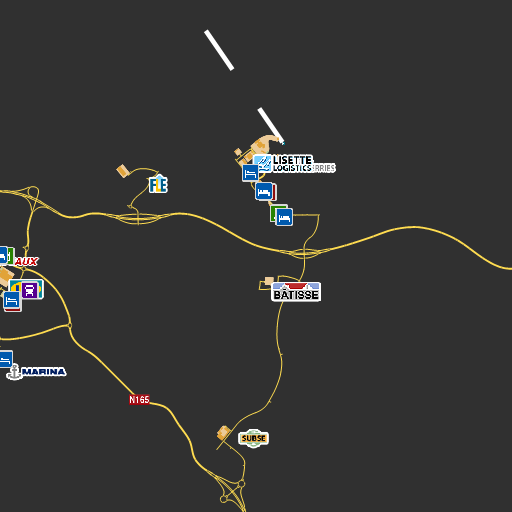 LISETTE
LOGISTICS
AUX
BÂTISSE
MARINA
N165
SUBSE